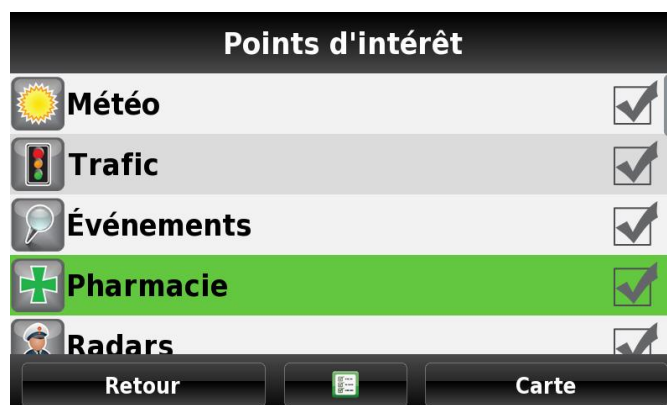 Points d'intérêt
Météo
Trafic
Événements
Pharmacie
Radars
Retour
Carte